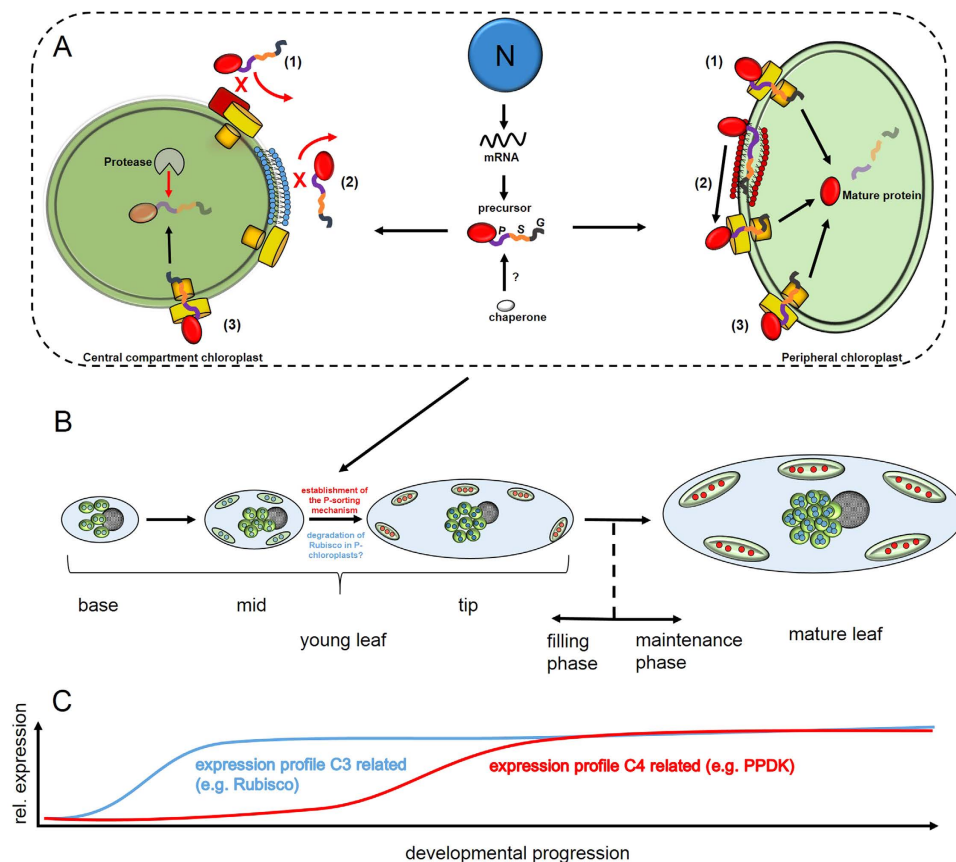 A
(1)
X
Protease
X
(2)
(3)
Central compartment chloroplast
N
mRNA
precursor
P S G
?
chaperone
(1)
(2)
Mature protein
(3)
Peripheral chloroplast
B
establishment of
the P-sorting
mechanism
degradation of
Rubisco in P-
chloroplasts?
base
mid
tip
young leaf
filling
phase
maintenance
phase
mature leaf
C
rel. expression
expression profile C3 related
(e.g. Rubisco)
expression profile C4 related (e.g. PPDK)
developmental progression